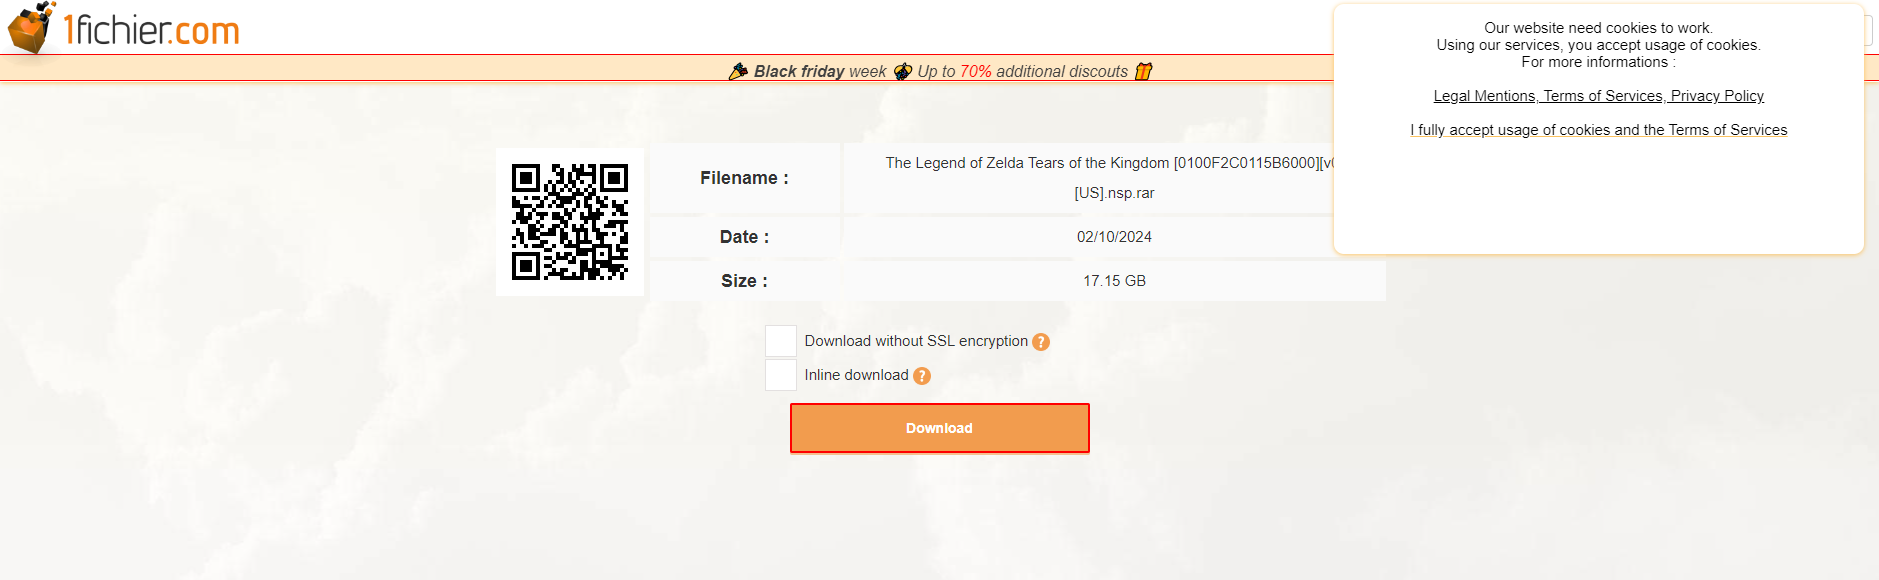 1fichier.com
Black friday week Up to 70% additional discouts
Our website need cookies to work.
Using our services, you accept usage of cookies.
For more informations :
Legal Mentions, Terms of Services, Privacy Policy
I fully accept usage of cookies and the Terms of Services
Filename :
The Legend of Zelda Tears of the Kingdom [0100F2C0115B6000][v0
[US].nsp.rar
Date :
02/10/2024
Size :
17.15 GB
Download without SSL encryption ?
Inline download ?
Download